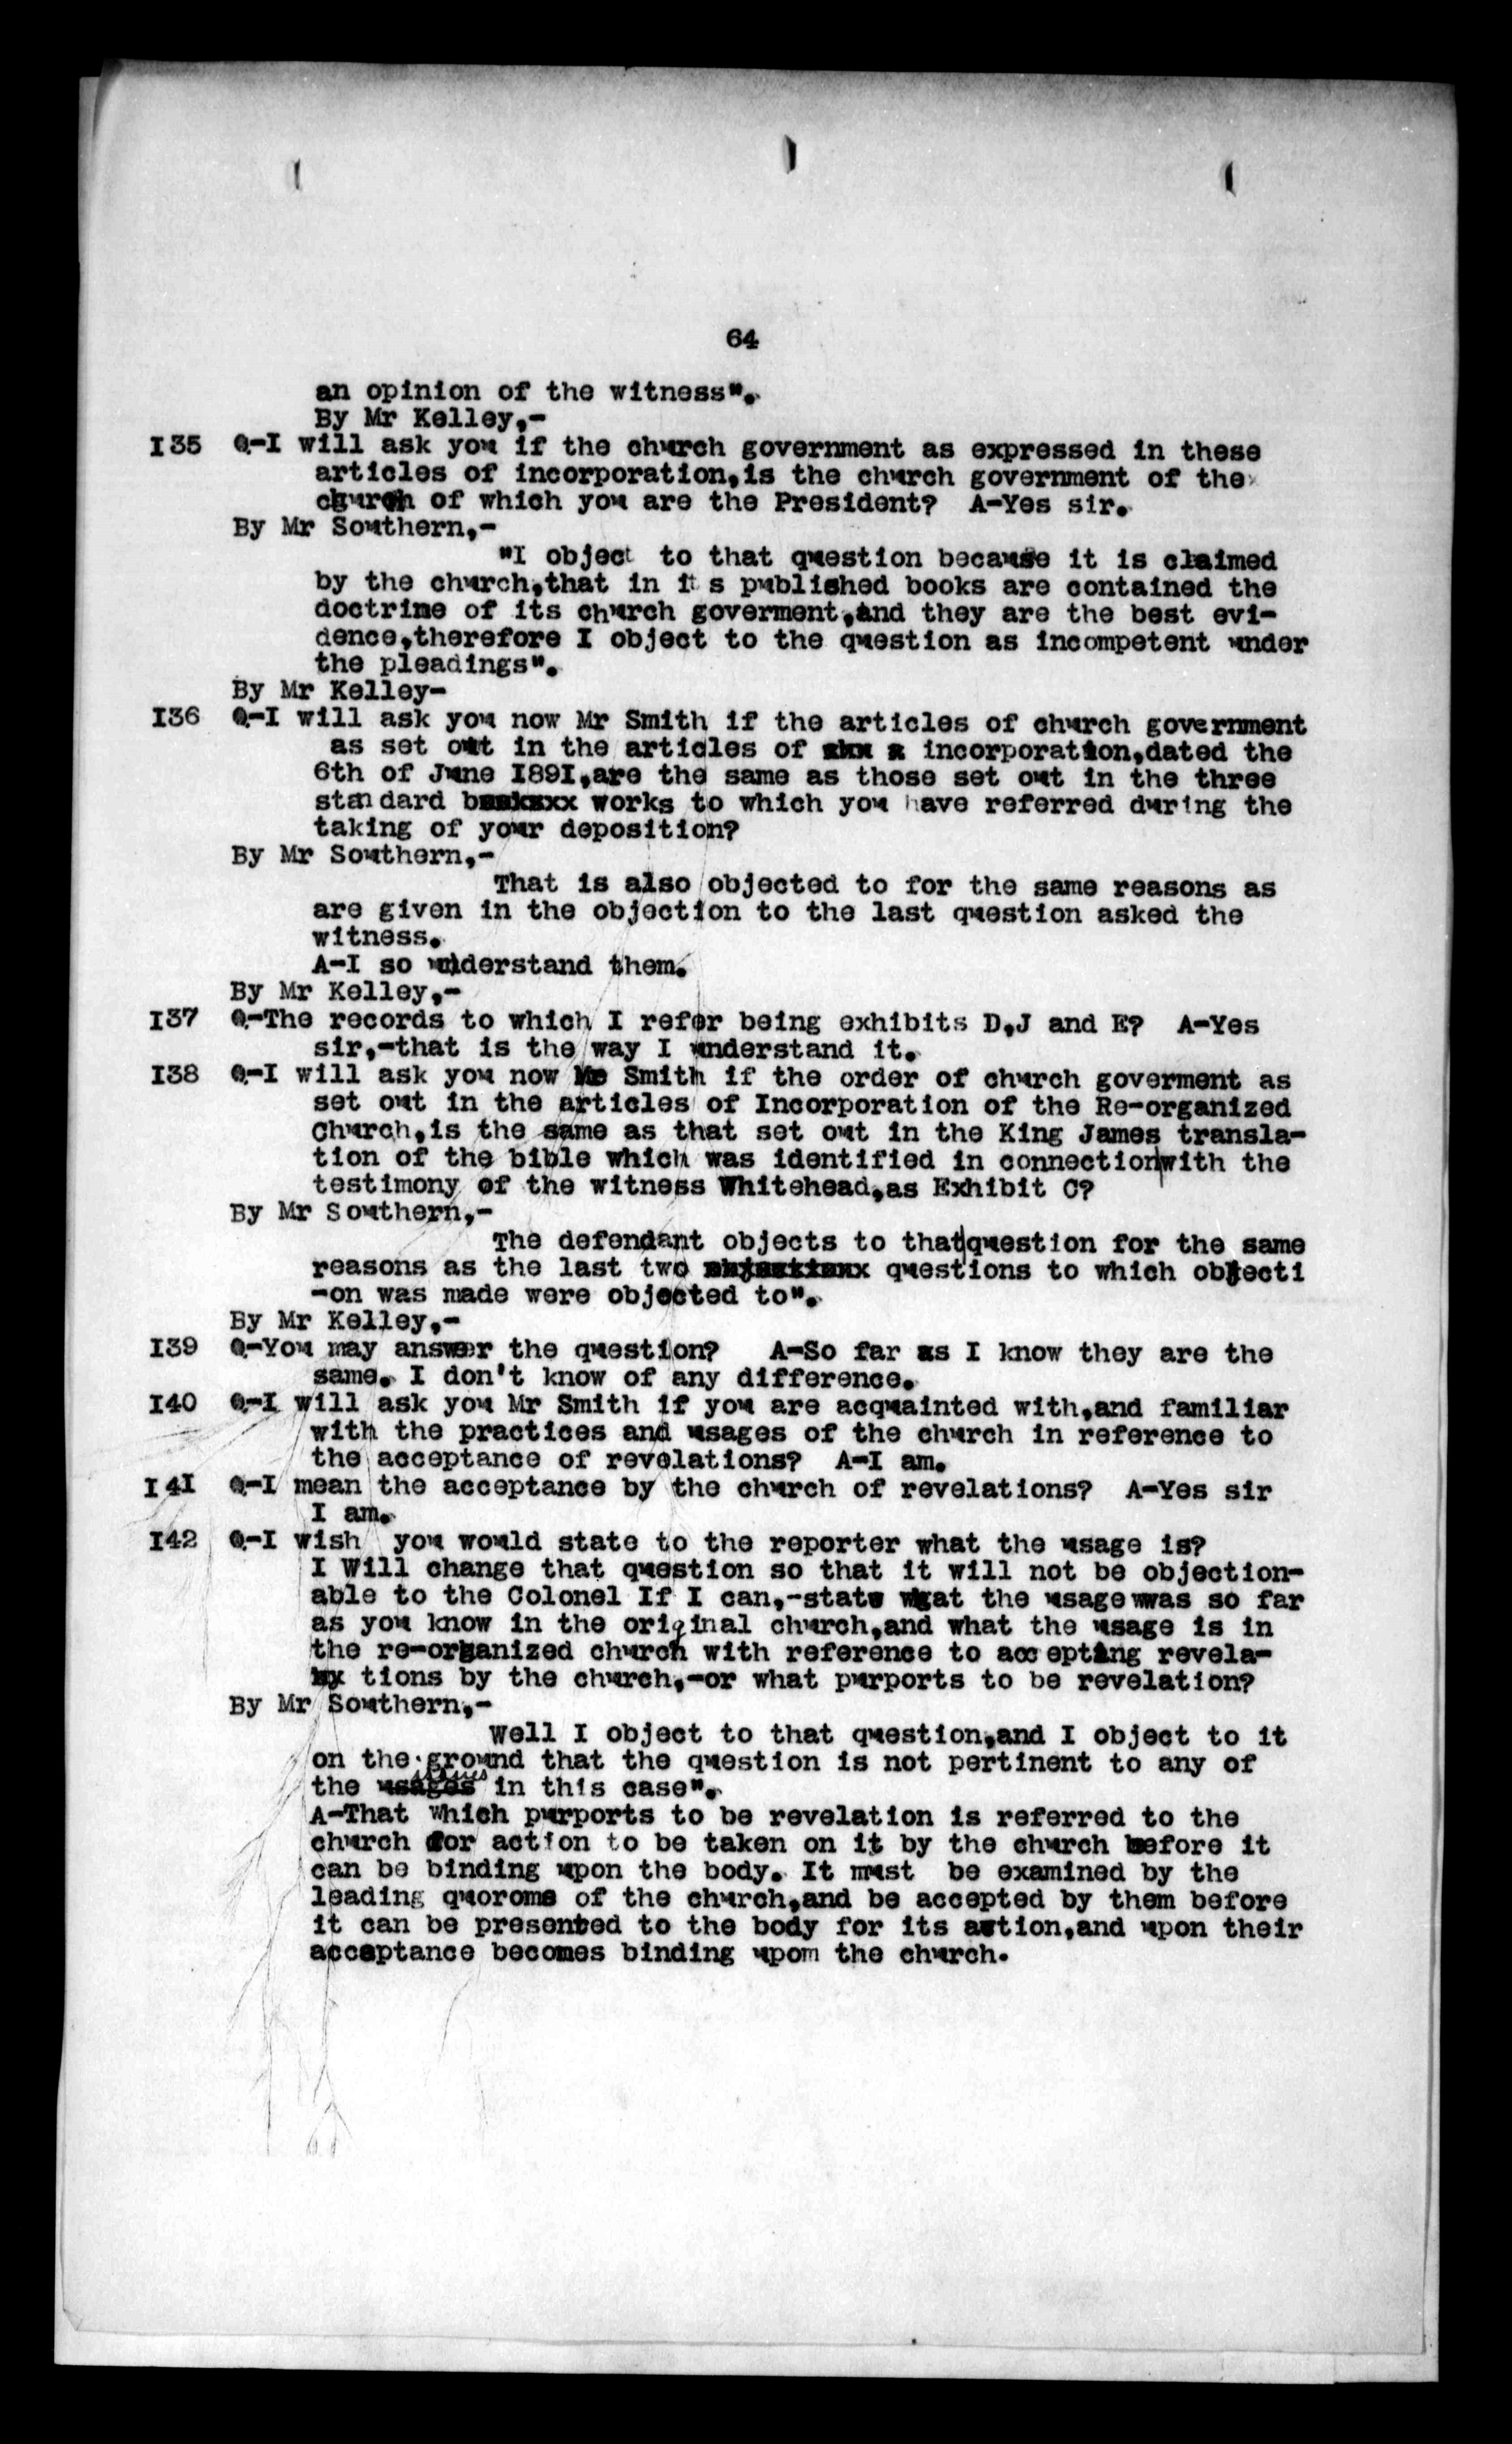 64
an opinion of the witness".
By Mr Kelley,-
I35 Q-I will ask you if the church government as expressed in these
articles of incorporation,is the church government of the
church of which you are the President? A-Yes sir.
By Mr Southern,-
"I object to that question because it is claimed
by the church,that in it s published books are contained the
doctrine of its church goverment,and they are the best evi-
dence,therefore I object to the question as incompetent under
the pleadings".
By Mr Kelley-
I36 Q-I will ask you now Mr Smith if the articles of church government
as set out in the articles of incorporation,dated the
6th of June I89I,are the same as those set out in the three
stan dard works to which you have referred during the
taking of your deposition?
By Mr Southern,-
That is also objected to for the same reasons as
are given in the objection to the last question asked the
witness.
A-I so understand them.
By Mr Kelley,-
I37 Q-The records to which I refer being exhibits D,J and E? A-Yes
sir,-that is the way I understand it.
I38 Q-I will ask you now Mr Smith if the order of church goverment as
set out in the articles of Incorporation of the Re-organized
Church,is the same as that set out in the King James transla-
tion of the bible which was identified in connection with the
testimony of the witness Whitehead,as Exhibit C?
By Mr Southern,-
The defendant objects to that question for the same
reasons as the last two questions to which objecti
-on was made were objected to".
By Mr Kelley,-
I39 Q-You may answer the question? A-So far as I know they are the
same. I don't know of any difference.
I40 Q-I will ask you Mr Smith if you are acquainted with,and familiar
with the practices and usages of the church in reference to
the acceptance of revelations? A-I am.
I4I Q-I mean the acceptance by the church of revelations? A-Yes sir
I am.
I42 Q-I wish you would state to the reporter what the usage is?
I Will change that question so that it will not be objection-
able to the Colonel If I can,-state what the usage was so far
as you know in the original church,and what the usage is in
the re-organized church with reference to acc epting revela-
tions by the church,-or what purports to be revelation?
By Mr Southern,-
Well I object to that question,and I object to it
on the ground that the question is not pertinent to any of
the usages issues in this case".
A-That Which purports to be revelation is referred to the
church for action to be taken on it by the church before it
can be binding upon the body. It must be examined by the
leading quoroms of the church,and be accepted by them before
it can be presented to the body for its action,and upon their
acceptance becomes binding upom the church.